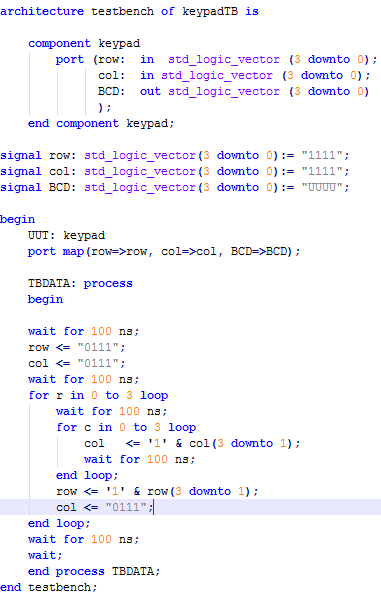 architecture testbench of keypadTB is
component keypad
port (row: in std_logic_vector (3 downto 0);
col: in std_logic_vector (3 downto 0);
BCD: out std_logic_vector (3 downto 0)
);
end component keypad;
signal row: std_logic_vector(3 downto 0):= "1111";
signal col: std_logic_vector(3 downto 0):= "1111";
signal BCD: std_logic_vector(3 downto 0):= "UUUU";
begin
UUT: keypad
port map(row=>row, col=>col, BCD=>BCD);
TBDATA: process
begin
wait for 100 ns;
row <= "0111";
col <= "0111";
wait for 100 ns;
for r in 0 to 3 loop
wait for 100 ns;
for c in 0 to 3 loop
col <= '1' & col(3 downto 1);
wait for 100 ns;
end loop;
row <= '1' & row(3 downto 1);
col <= "0111";
end loop;
wait for 100 ns;
wait;
end process TBDATA;
end testbench;